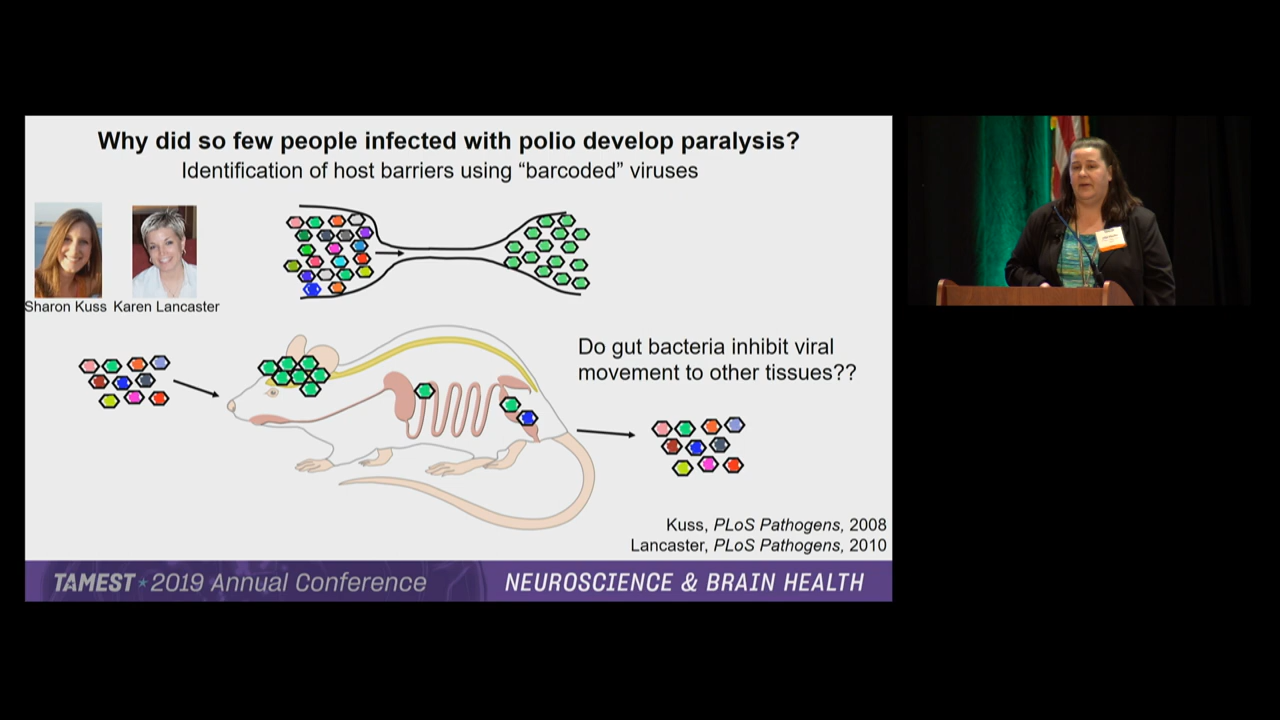 Why did so few people infected with polio develop paralysis?
Identification of host barriers using “barcoded” viruses
Sharon Kuss
Karen Lancaster
Do gut bacteria inhibit viral
movement to other tissues??
Kuss, PLoS Pathogens, 2008
Lancaster, PLoS Pathogens, 2010
TAMEST★2019 Annual Conference
NEUROSCIENCE & BRAIN HEALTH